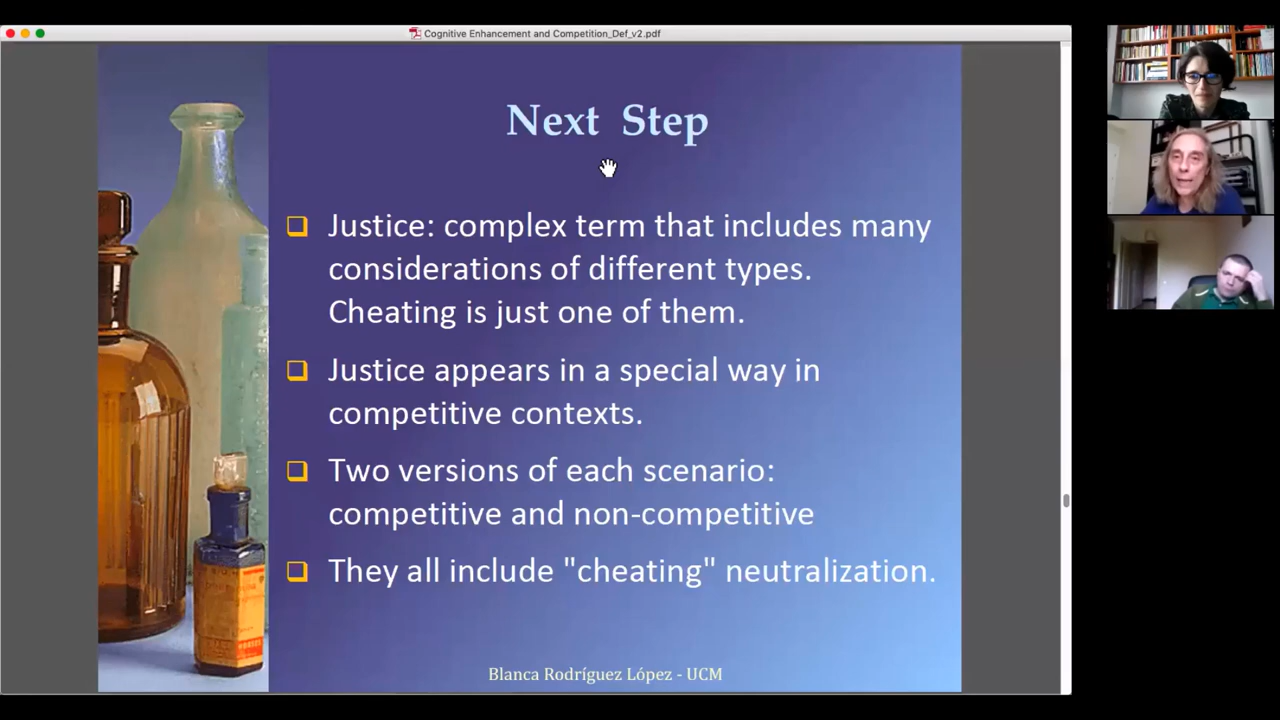 Cognitive Enhancement and Competition_Def_v2.pdf
Next Step
Justice: complex term that includes many
considerations of different types.
Cheating is just one of them.
Justice appears in a special way in
competitive contexts.
Two versions of each scenario:
competitive and non-competitive
They all include "cheating" neutralization.
Blanca Rodríguez López - UCM